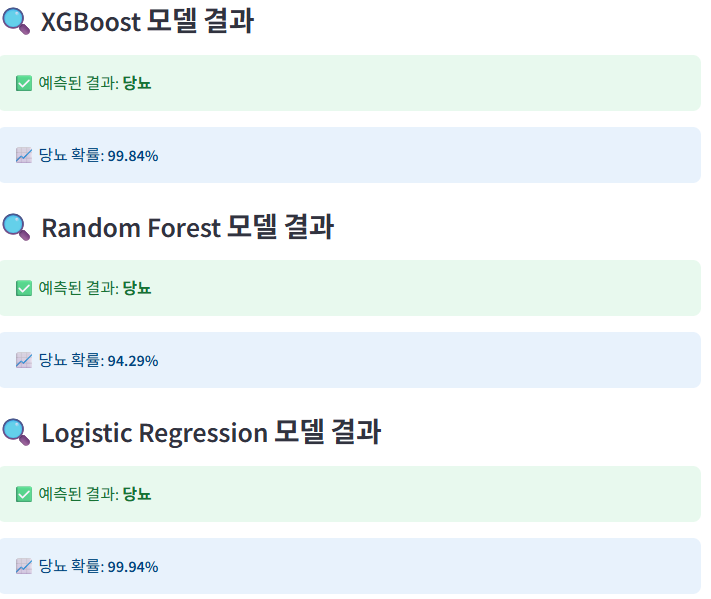 XGBoost 모델 결과
예측된 결과: 당뇨
당뇨 확률: 99.84%
Random Forest 모델 결과
예측된 결과: 당뇨
당뇨 확률: 94.29%
Logistic Regression 모델 결과
예측된 결과: 당뇨
당뇨 확률: 99.94%